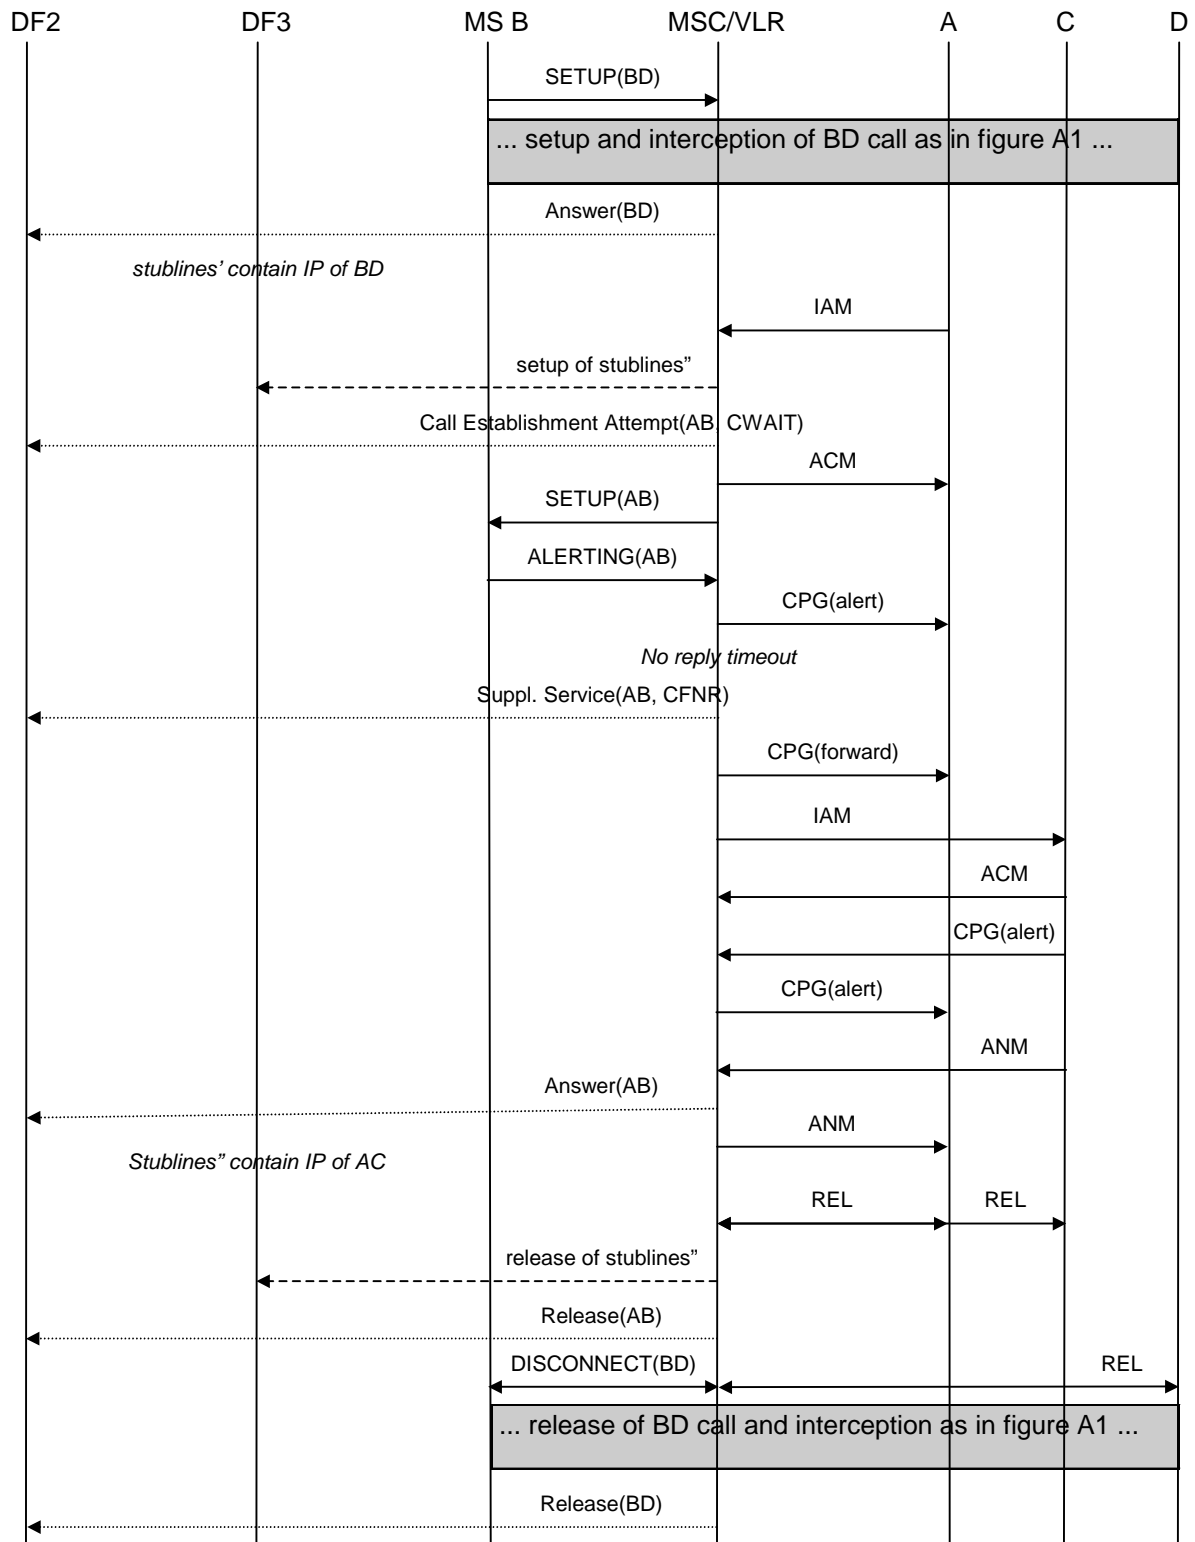 DF2 DF3 MS B MSC/VLR A C D
SETUP(BD)
... setup and interception of BD call as in figure A1 ...
Answer(BD)
stublines’ contain IP of BD
IAM
setup of stublines”
Call Establishment Attempt(AB, CWAIT)
ACM
SETUP(AB)
ALERTING(AB)
CPG(alert)
No reply timeout
Suppl. Service(AB, CFNR)
CPG(forward)
IAM
ACM
CPG(alert)
CPG(alert)
ANM
Answer(AB)
ANM
Stublines” contain IP of AC
REL REL
release of stublines”
Release(AB)
DISCONNECT(BD) REL
... release of BD call and interception as in figure A1 ...
Release(BD)